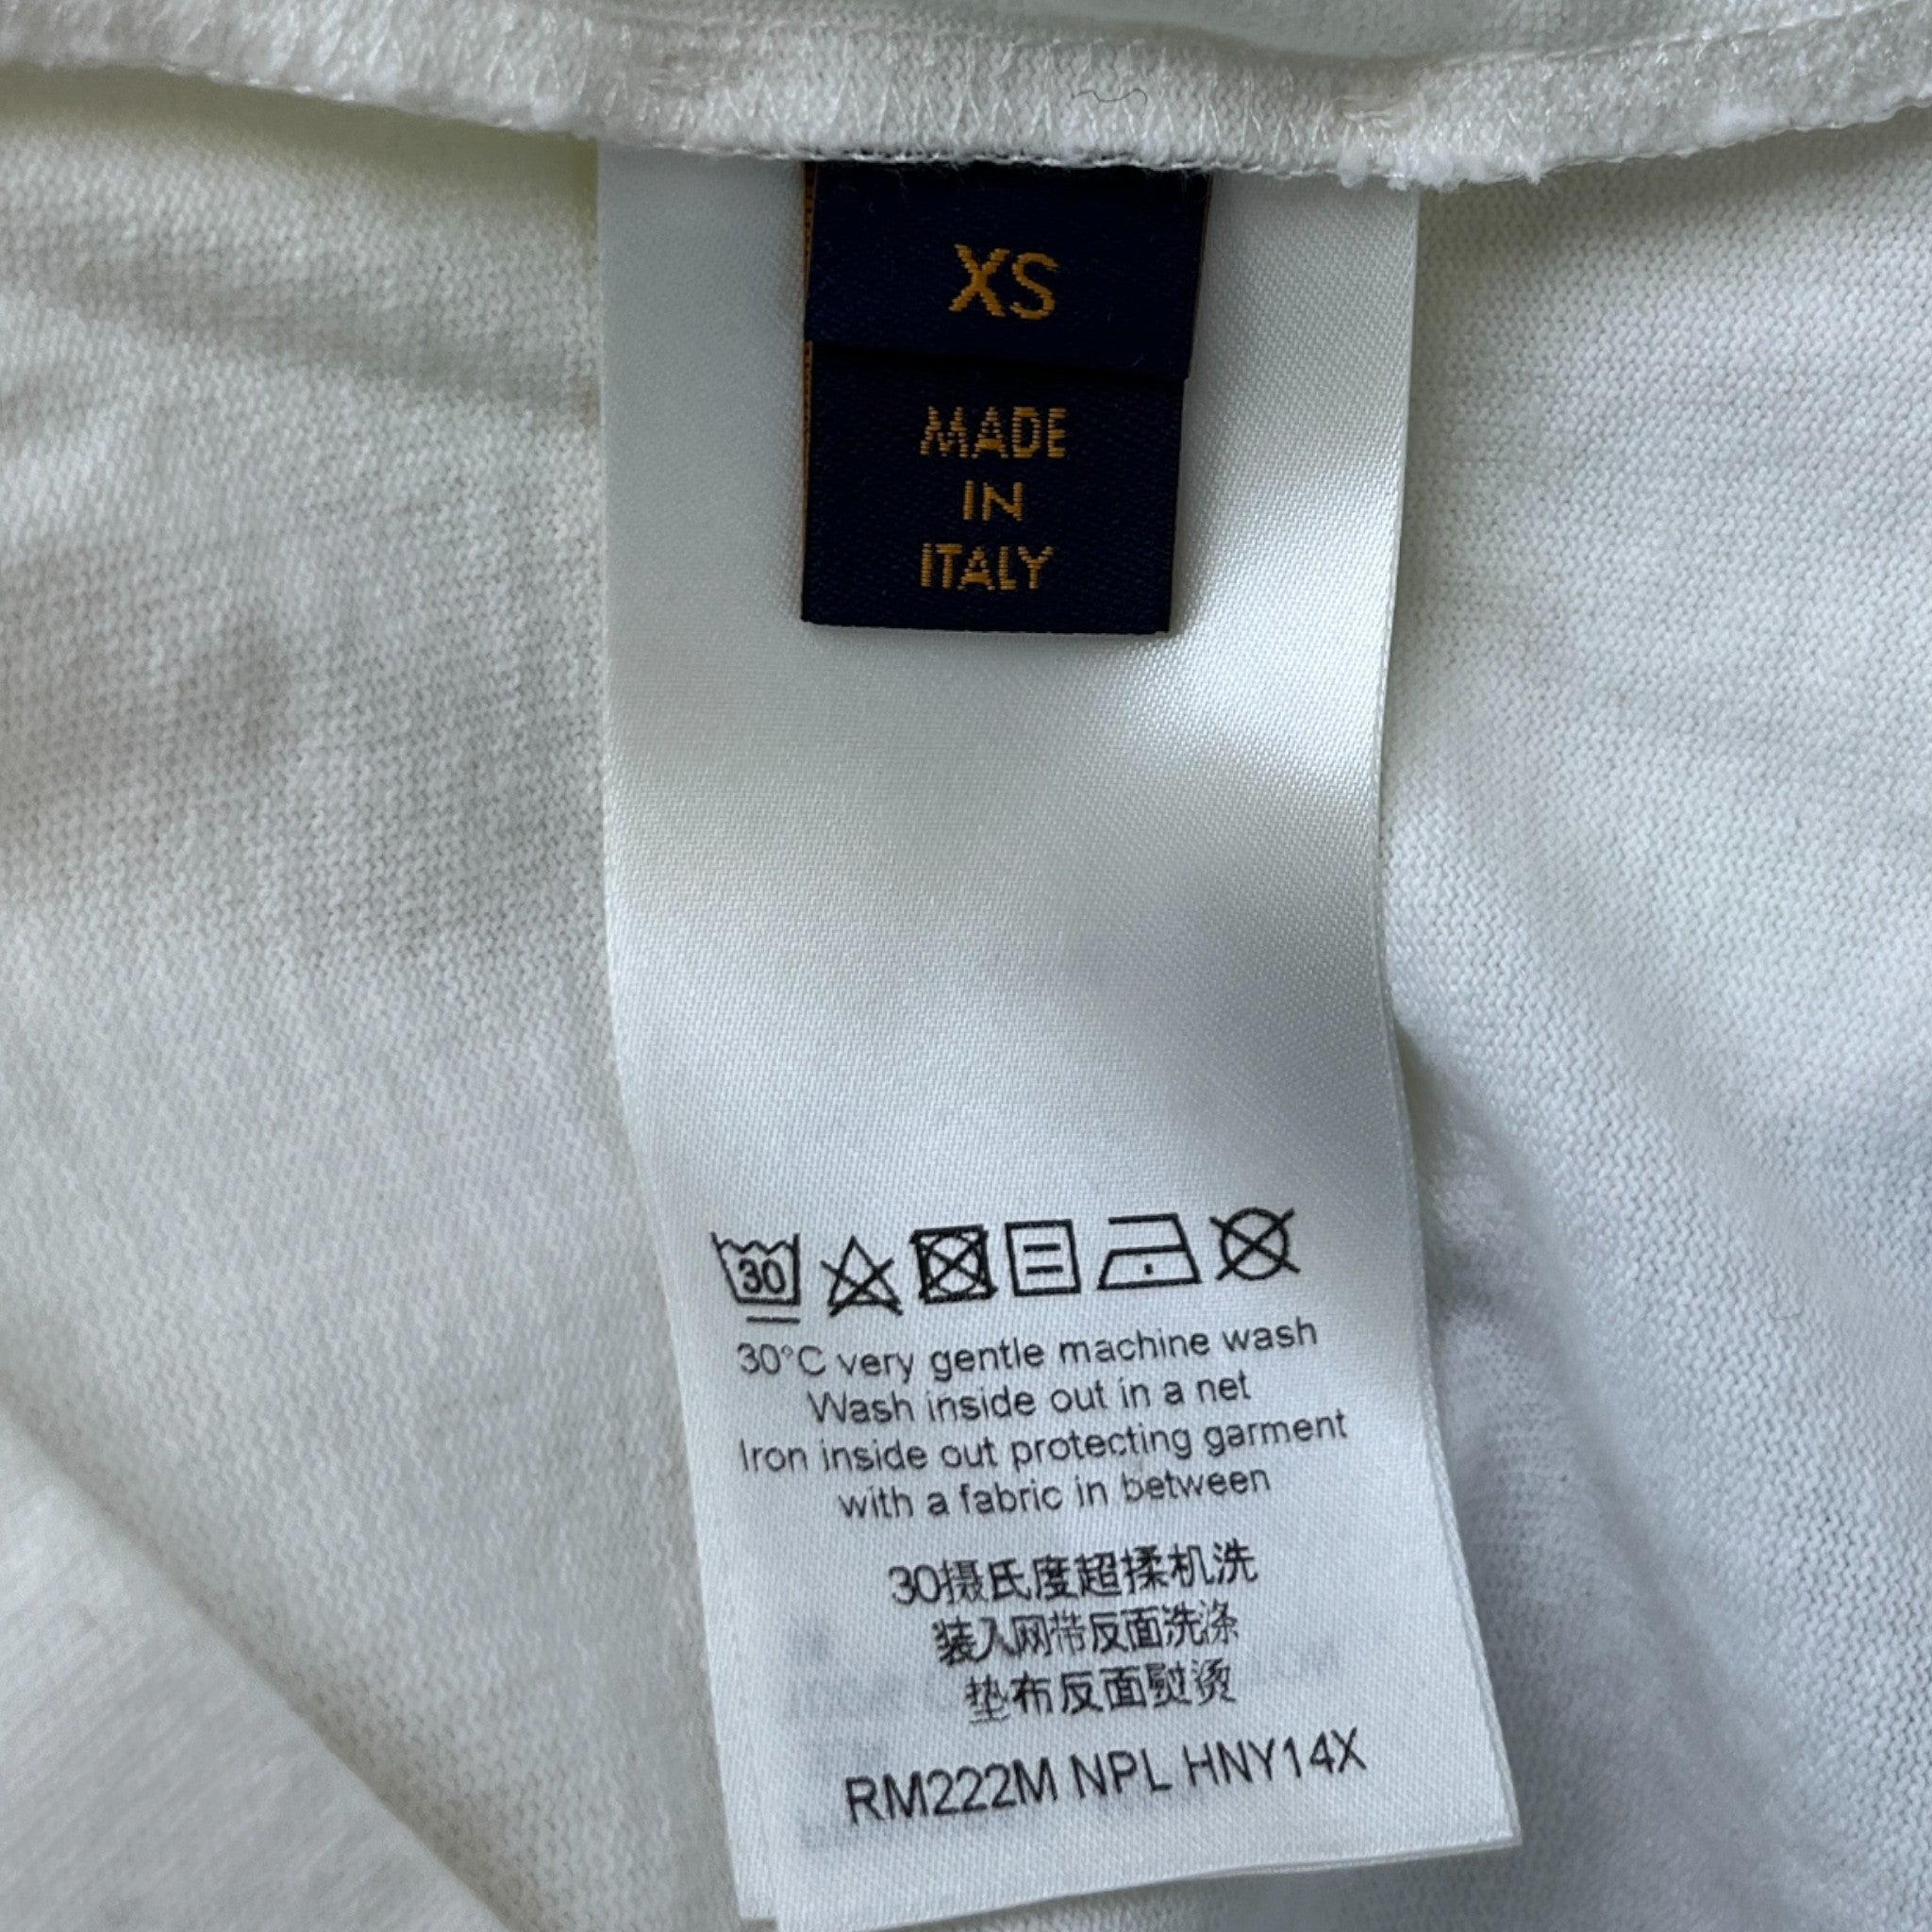 XS
MADE
IN
ITALY
30
30°C very gentle machine wash
Wash inside out in a net
Iron inside out protecting garment
with a fabric in between
30摄氏度超揉机洗
装入网带反面洗涤
垫布反面熨烫
RM222M NPL HNY14X